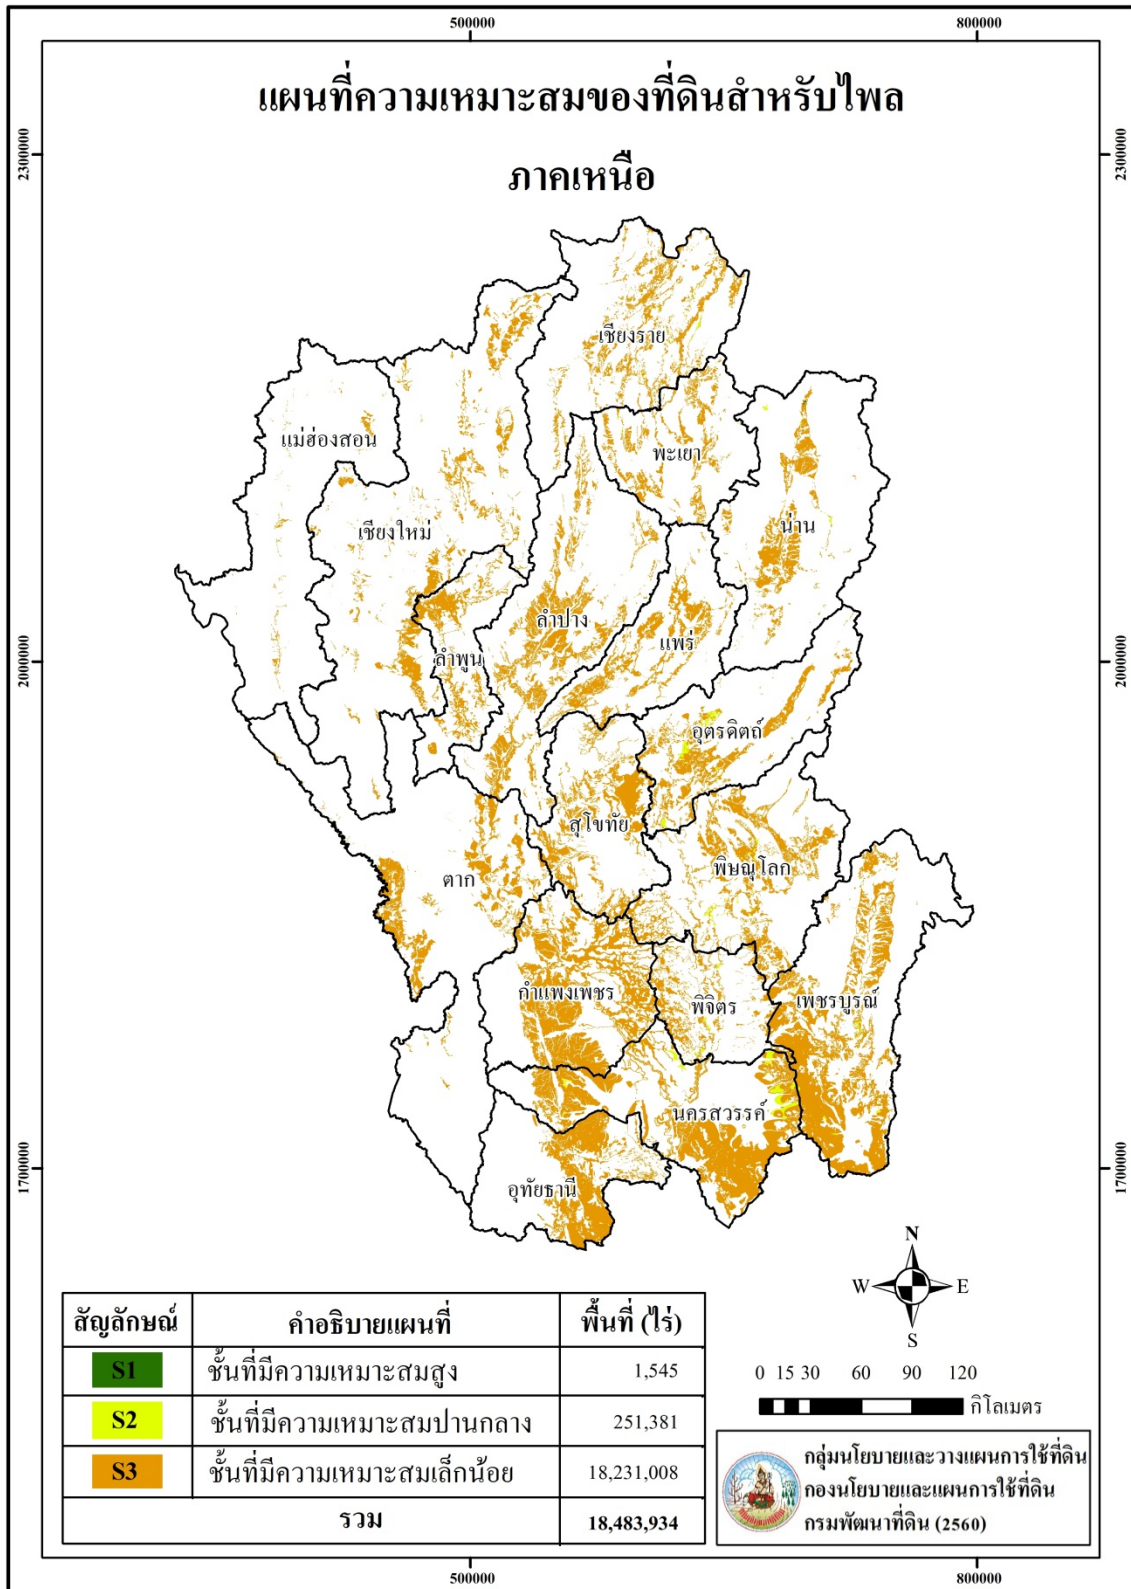 500000
800000
แผนที่ความเหมาะสมของที่ดินสำหรับไพล
ภาคเหนือ
2300000
2300000
เชียงราย
แม่ฮ่องสอน
พะเยา
เชียงใหม่
น่าน
ลำปาง
แพร่
ลำพูน
2000000
2000000
อุตรดิตถ์
สุโขทัย
พิษณุโลก
ตาก
กำแพงเพชร
พิจิตร
เพชรบูรณ์
นครสวรรค์
1700000
1700000
อุทัยธานี
N
W
E
S
สัญลักษณ์ คำอธิบายแผนที่ พื้นที่ (ไร่)
S1 ชั้นที่มีความเหมาะสมสูง 1,545
S2 ชั้นที่มีความเหมาะสมปานกลาง 251,381
S3 ชั้นที่มีความเหมาะสมเล็กน้อย 18,231,008
รวม 18,483,934
0 15 30 60 90 120
กิโลเมตร
กลุ่มนโยบายและวางแผนการใช้ที่ดิน
กองนโยบายและแผนการใช้ที่ดิน
กรมพัฒนาที่ดิน (2560)
500000
800000